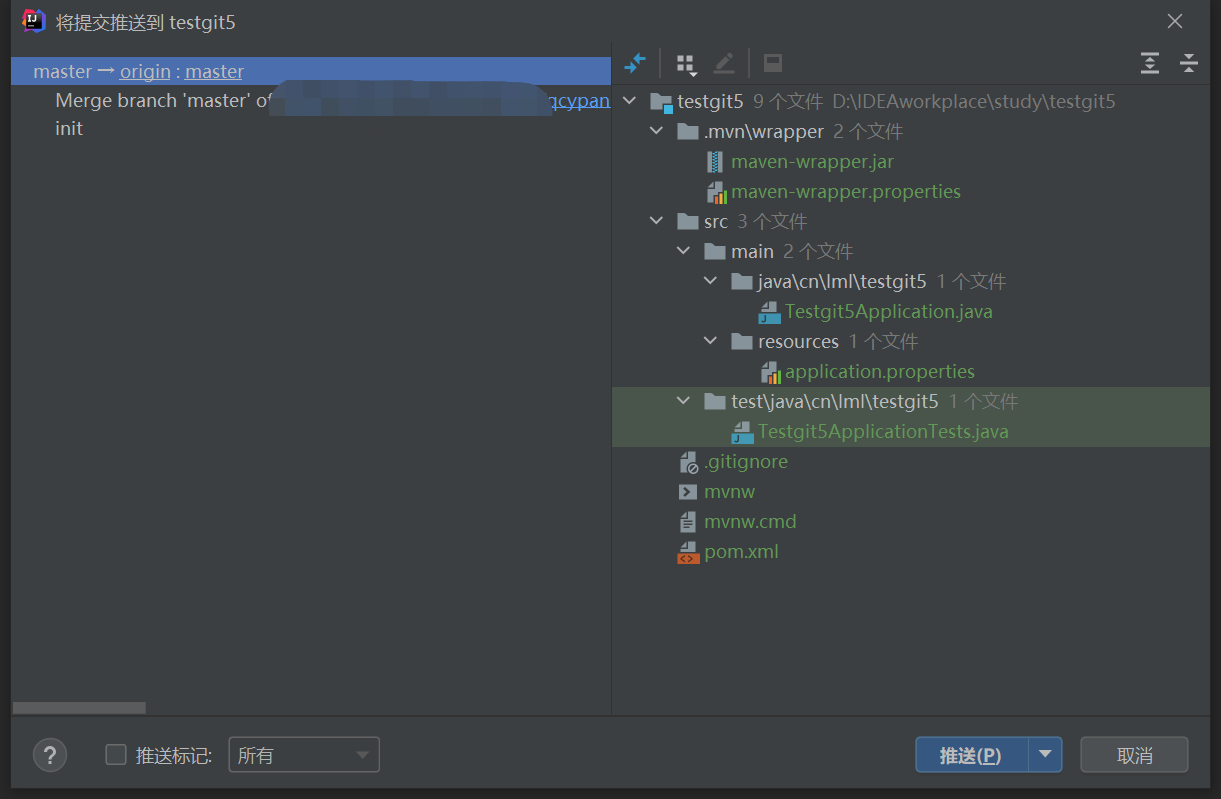 将提交推送到 testgit5
master → origin : master
Merge branch 'master' of
init
testgit5 9 个文件 D:\IDEAworkplace\study\testgit5
.mvn\wrapper 2 个文件
maven-wrapper.jar
maven-wrapper.properties
src 3 个文件
main 2 个文件
java\cn\lml\testgit5 1 个文件
Testgit5Application.java
resources 1 个文件
application.properties
test\java\cn\lml\testgit5 1 个文件
Testgit5ApplicationTests.java
.gitignore
mvnw
mvnw.cmd
pom.xml
? 推送标记: 所有 推送(P) 取消